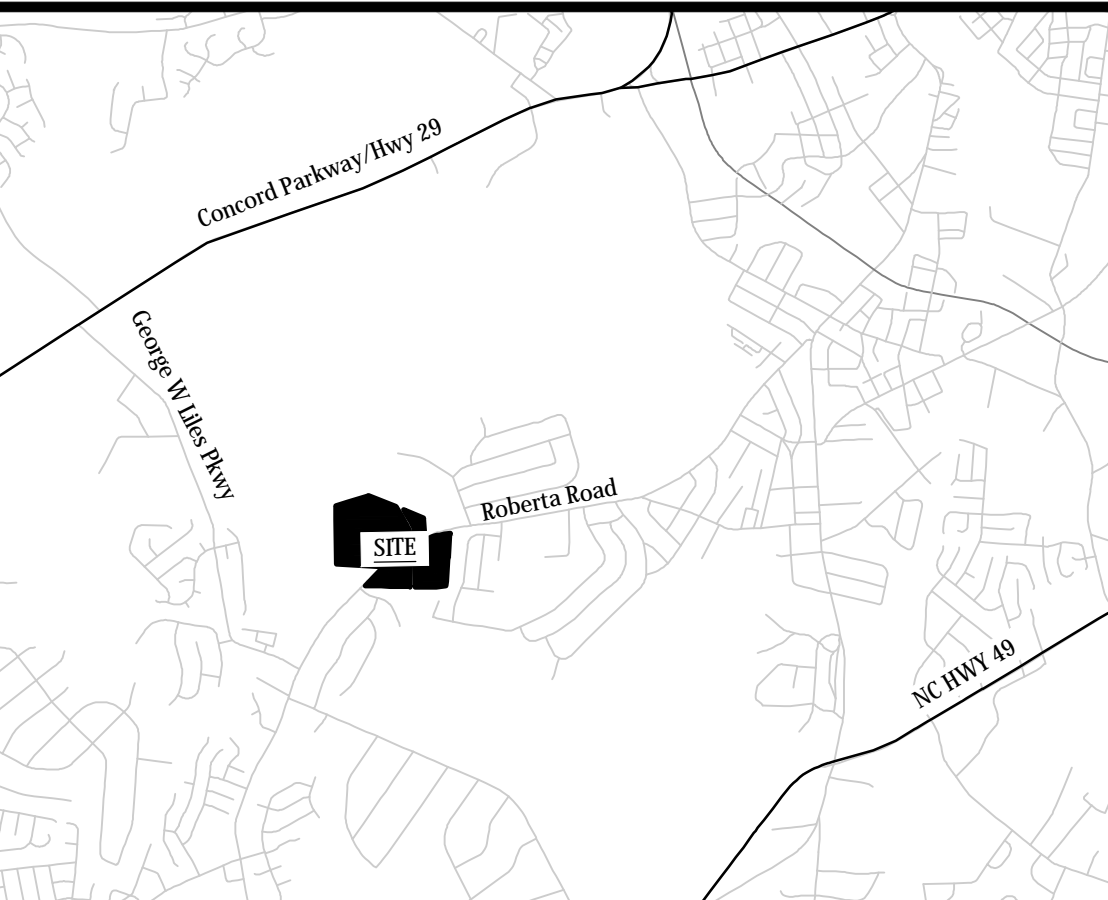 Concord Parkway/Hwy 29
George W Liles Pkwy
Roberta Road
SITE
NC HWY 49